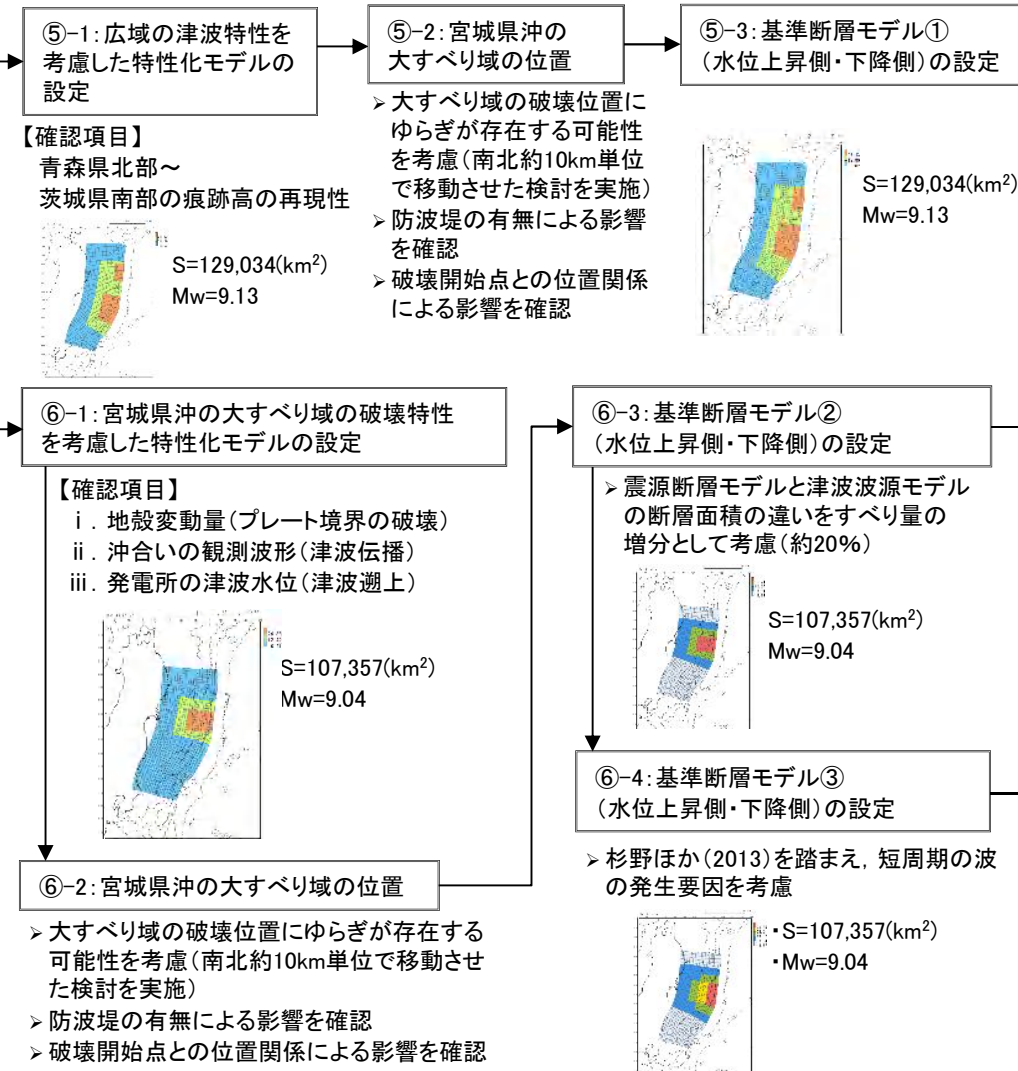 ⑤-1：広域の津波特性を
考慮した特性化モデルの
設定
【確認項目】
青森県北部～
茨城県南部の痕跡高の再現性
S=129,034(km²)
Mw=9.13
⑤-2：宮城県沖の
大すべり域の位置
➢大すべり域の破壊位置に
ゆらぎが存在する可能性
を考慮（南北約10km単位
で移動させた検討を実施）
➢防波堤の有無による影響
を確認
➢破壊開始点との位置関係
による影響を確認
⑤-3：基準断層モデル①
（水位上昇側・下降側）の設定
S=129,034(km²)
Mw=9.13
⑥-1：宮城県沖の大すべり域の破壊特性
を考慮した特性化モデルの設定
【確認項目】
ⅰ．地殻変動量（プレート境界の破壊）
ⅱ．沖合いの観測波形（津波伝播）
ⅲ．発電所の津波水位（津波遡上）
S=107,357(km²)
Mw=9.04
⑥-2：宮城県沖の大すべり域の位置
➢大すべり域の破壊位置にゆらぎが存在する
可能性を考慮（南北約10km単位で移動させ
た検討を実施）
➢防波堤の有無による影響を確認
➢破壊開始点との位置関係による影響を確認
⑥-3：基準断層モデル②
（水位上昇側・下降側）の設定
➢震源断層モデルと津波波源モデル
の断層面積の違いをすべり量の
増分として考慮（約20%）
S=107,357(km²)
Mw=9.04
⑥-4：基準断層モデル③
（水位上昇側・下降側）の設定
➢杉野ほか（2013）を踏まえ，短周期の波
の発生要因を考慮
・S=107,357(km²)
・Mw=9.04